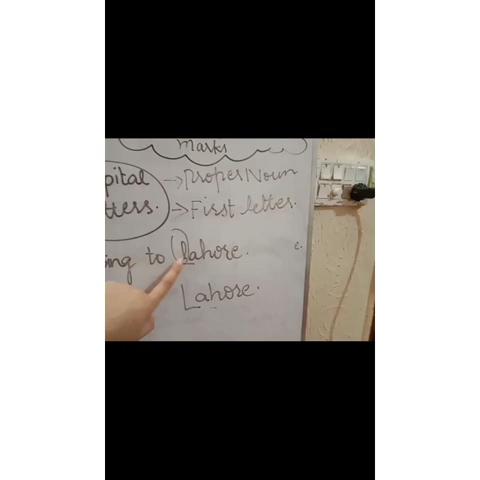 Marks
pital → Proper Noun
tters. → First letter.
ing to lahore.
c.
Lahore.